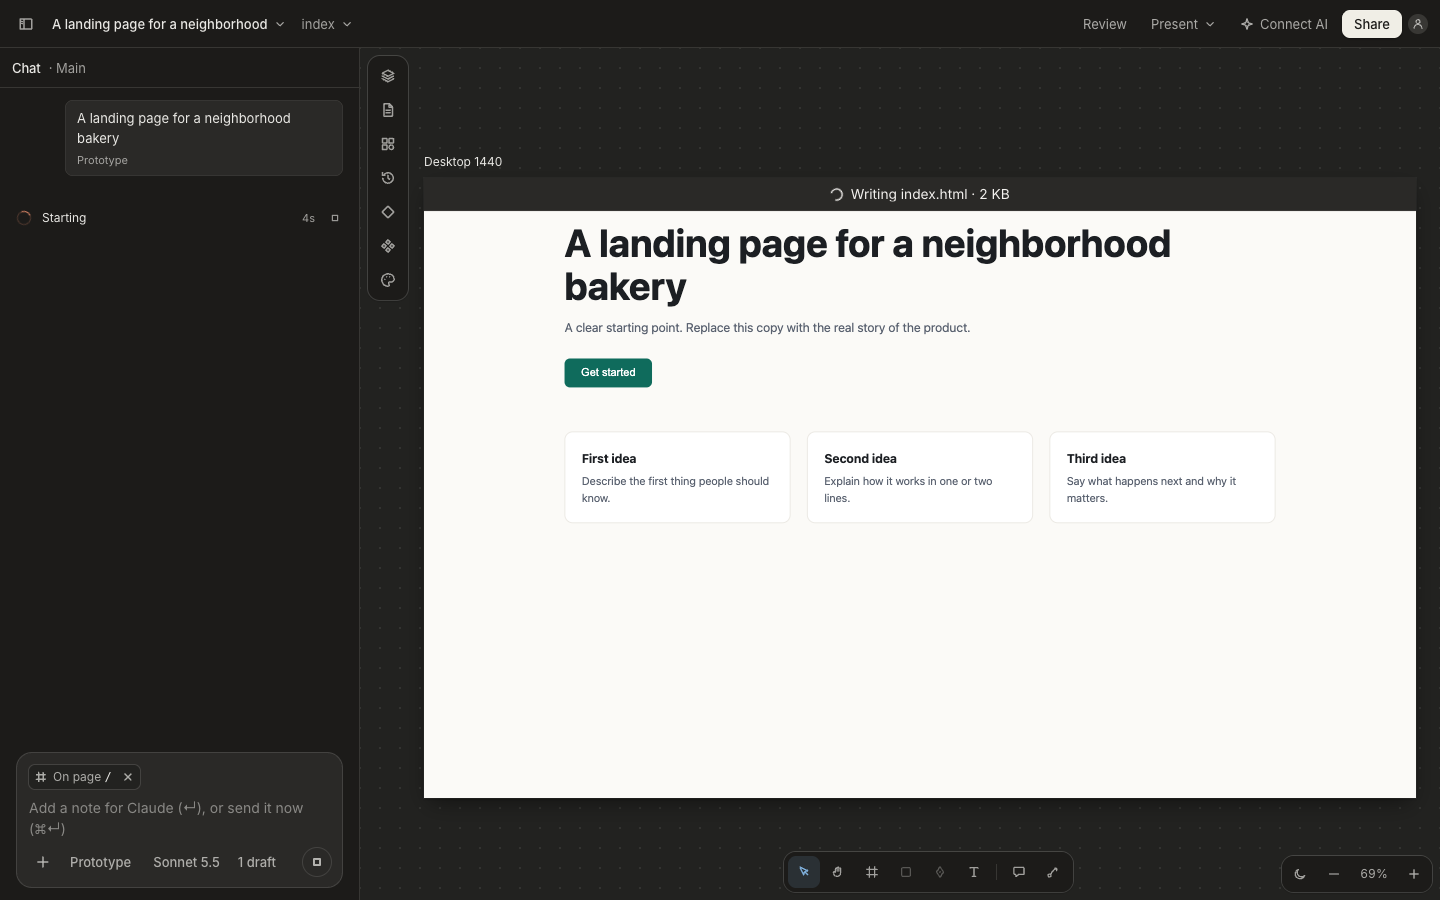 A landing page for a neighborhood
index
Review
Present
Connect AI
Share
Chat · Main
A landing page for a neighborhood
bakery
Prototype
Starting
4s
Desktop 1440
Writing index.html · 2 KB
A landing page for a neighborhood
bakery
A clear starting point. Replace this copy with the real story of the product.
Get started
First idea
Describe the first thing people should
know.
Second idea
Explain how it works in one or two
lines.
Third idea
Say what happens next and why it
matters.
On page /
Add a note for Claude (↵), or send it now
(⌘↵)
Prototype
Sonnet 5.5
1 draft
69%